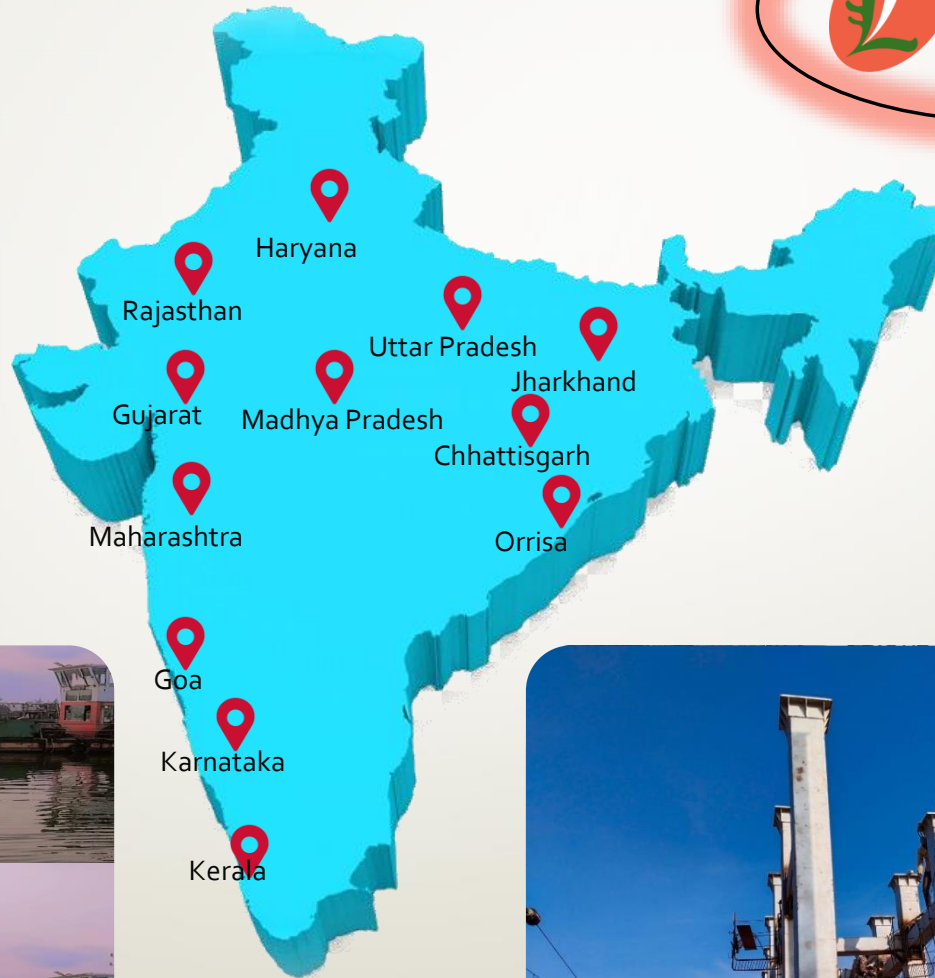 Haryana
Rajasthan
Uttar Pradesh
Jharkhand
Gujarat
Madhya Pradesh
Chhattisgarh
Maharashtra
Orrisa
Goa
Karnataka
Kerala